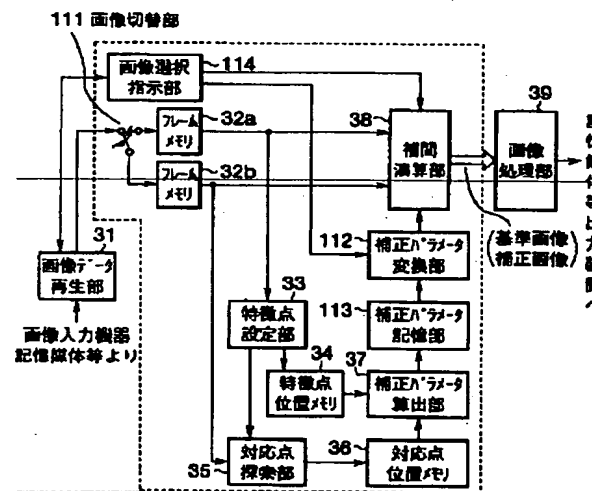 111 画像切替部
画像選択
指示部
114
フレーム
メモリ
32a
フレーム
メモリ
32b
38
補間
演算部
39
画像
処理部
(基準画像
補正画像)
31
画像データ
再生部
画像入力機器
記憶媒体等より
112
補正パラメータ
変換部
33
特徴点
設定部
113
補正パラメータ
記憶部
34
特徴点
位置メモリ
37
補正パラメータ
算出部
35
対応点
探索部
36
対応点
位置メモリ